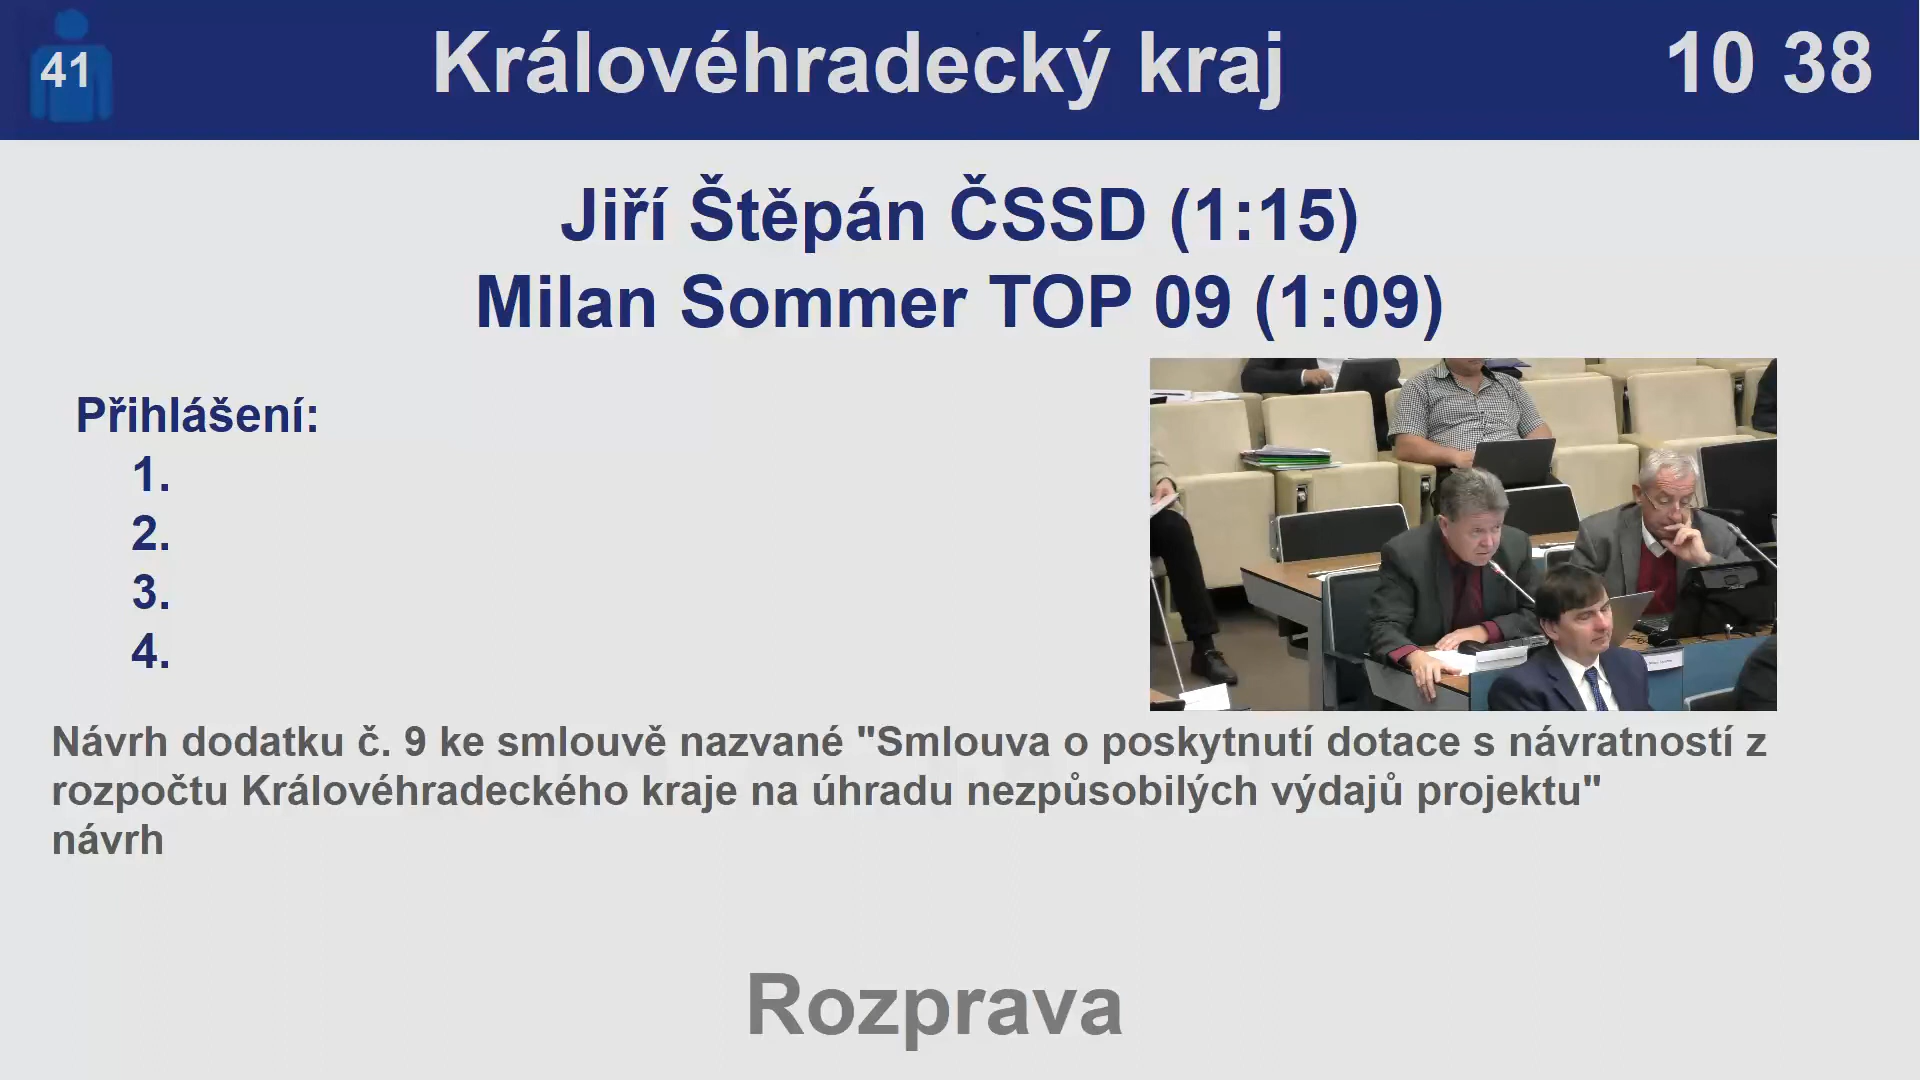 41
Královéhradecký kraj
10 38
Jiří Štěpán ČSSD (1:15)
Milan Sommer TOP 09 (1:09)
Přihlášení:
1.
2.
3.
4.
Návrh dodatku č. 9 ke smlouvě nazvané "Smlouva o poskytnutí dotace s návratností z
rozpočtu Královéhradeckého kraje na úhradu nezpůsobilých výdajů projektu"
návrh
Rozprava